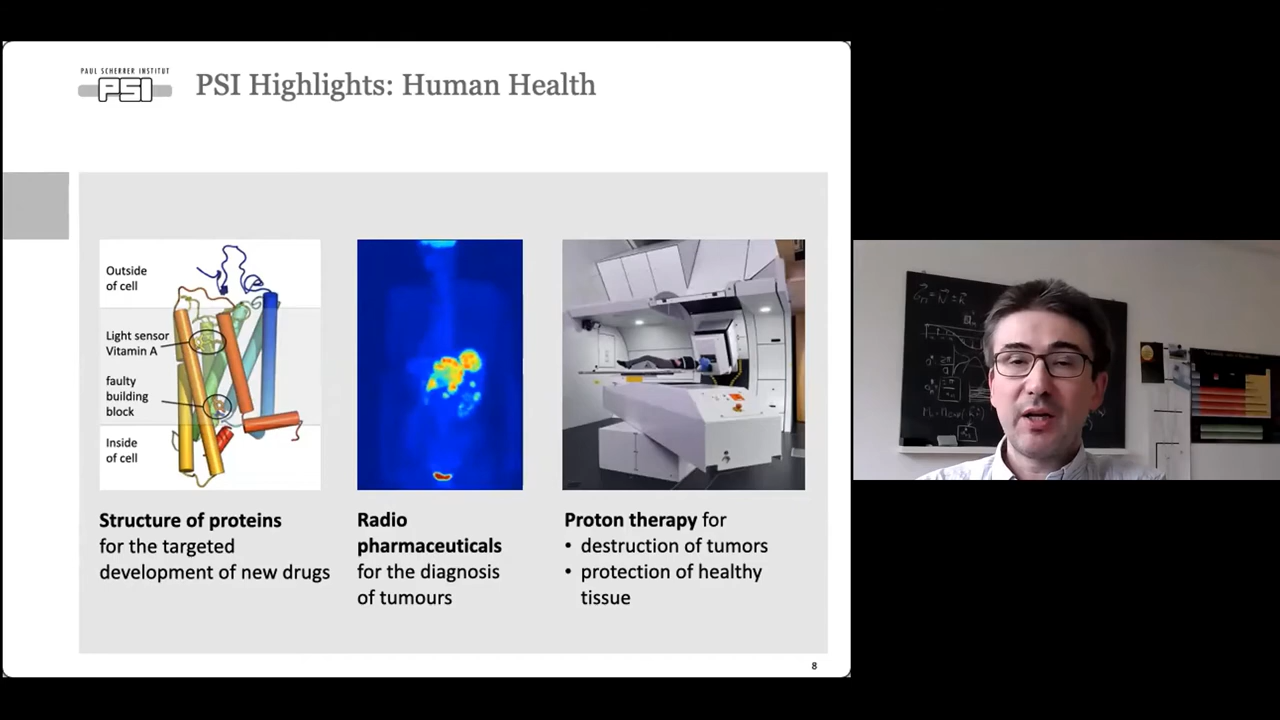 PAUL SCHERRER INSTITUT
PSI
PSI Highlights: Human Health
Outside
of cell
Light sensor
Vitamin A
faulty
building
block
Inside
of cell
Structure of proteins
for the targeted
development of new drugs
Radio
pharmaceuticals
for the diagnosis
of tumours
Proton therapy for
• destruction of tumors
• protection of healthy
tissue
8